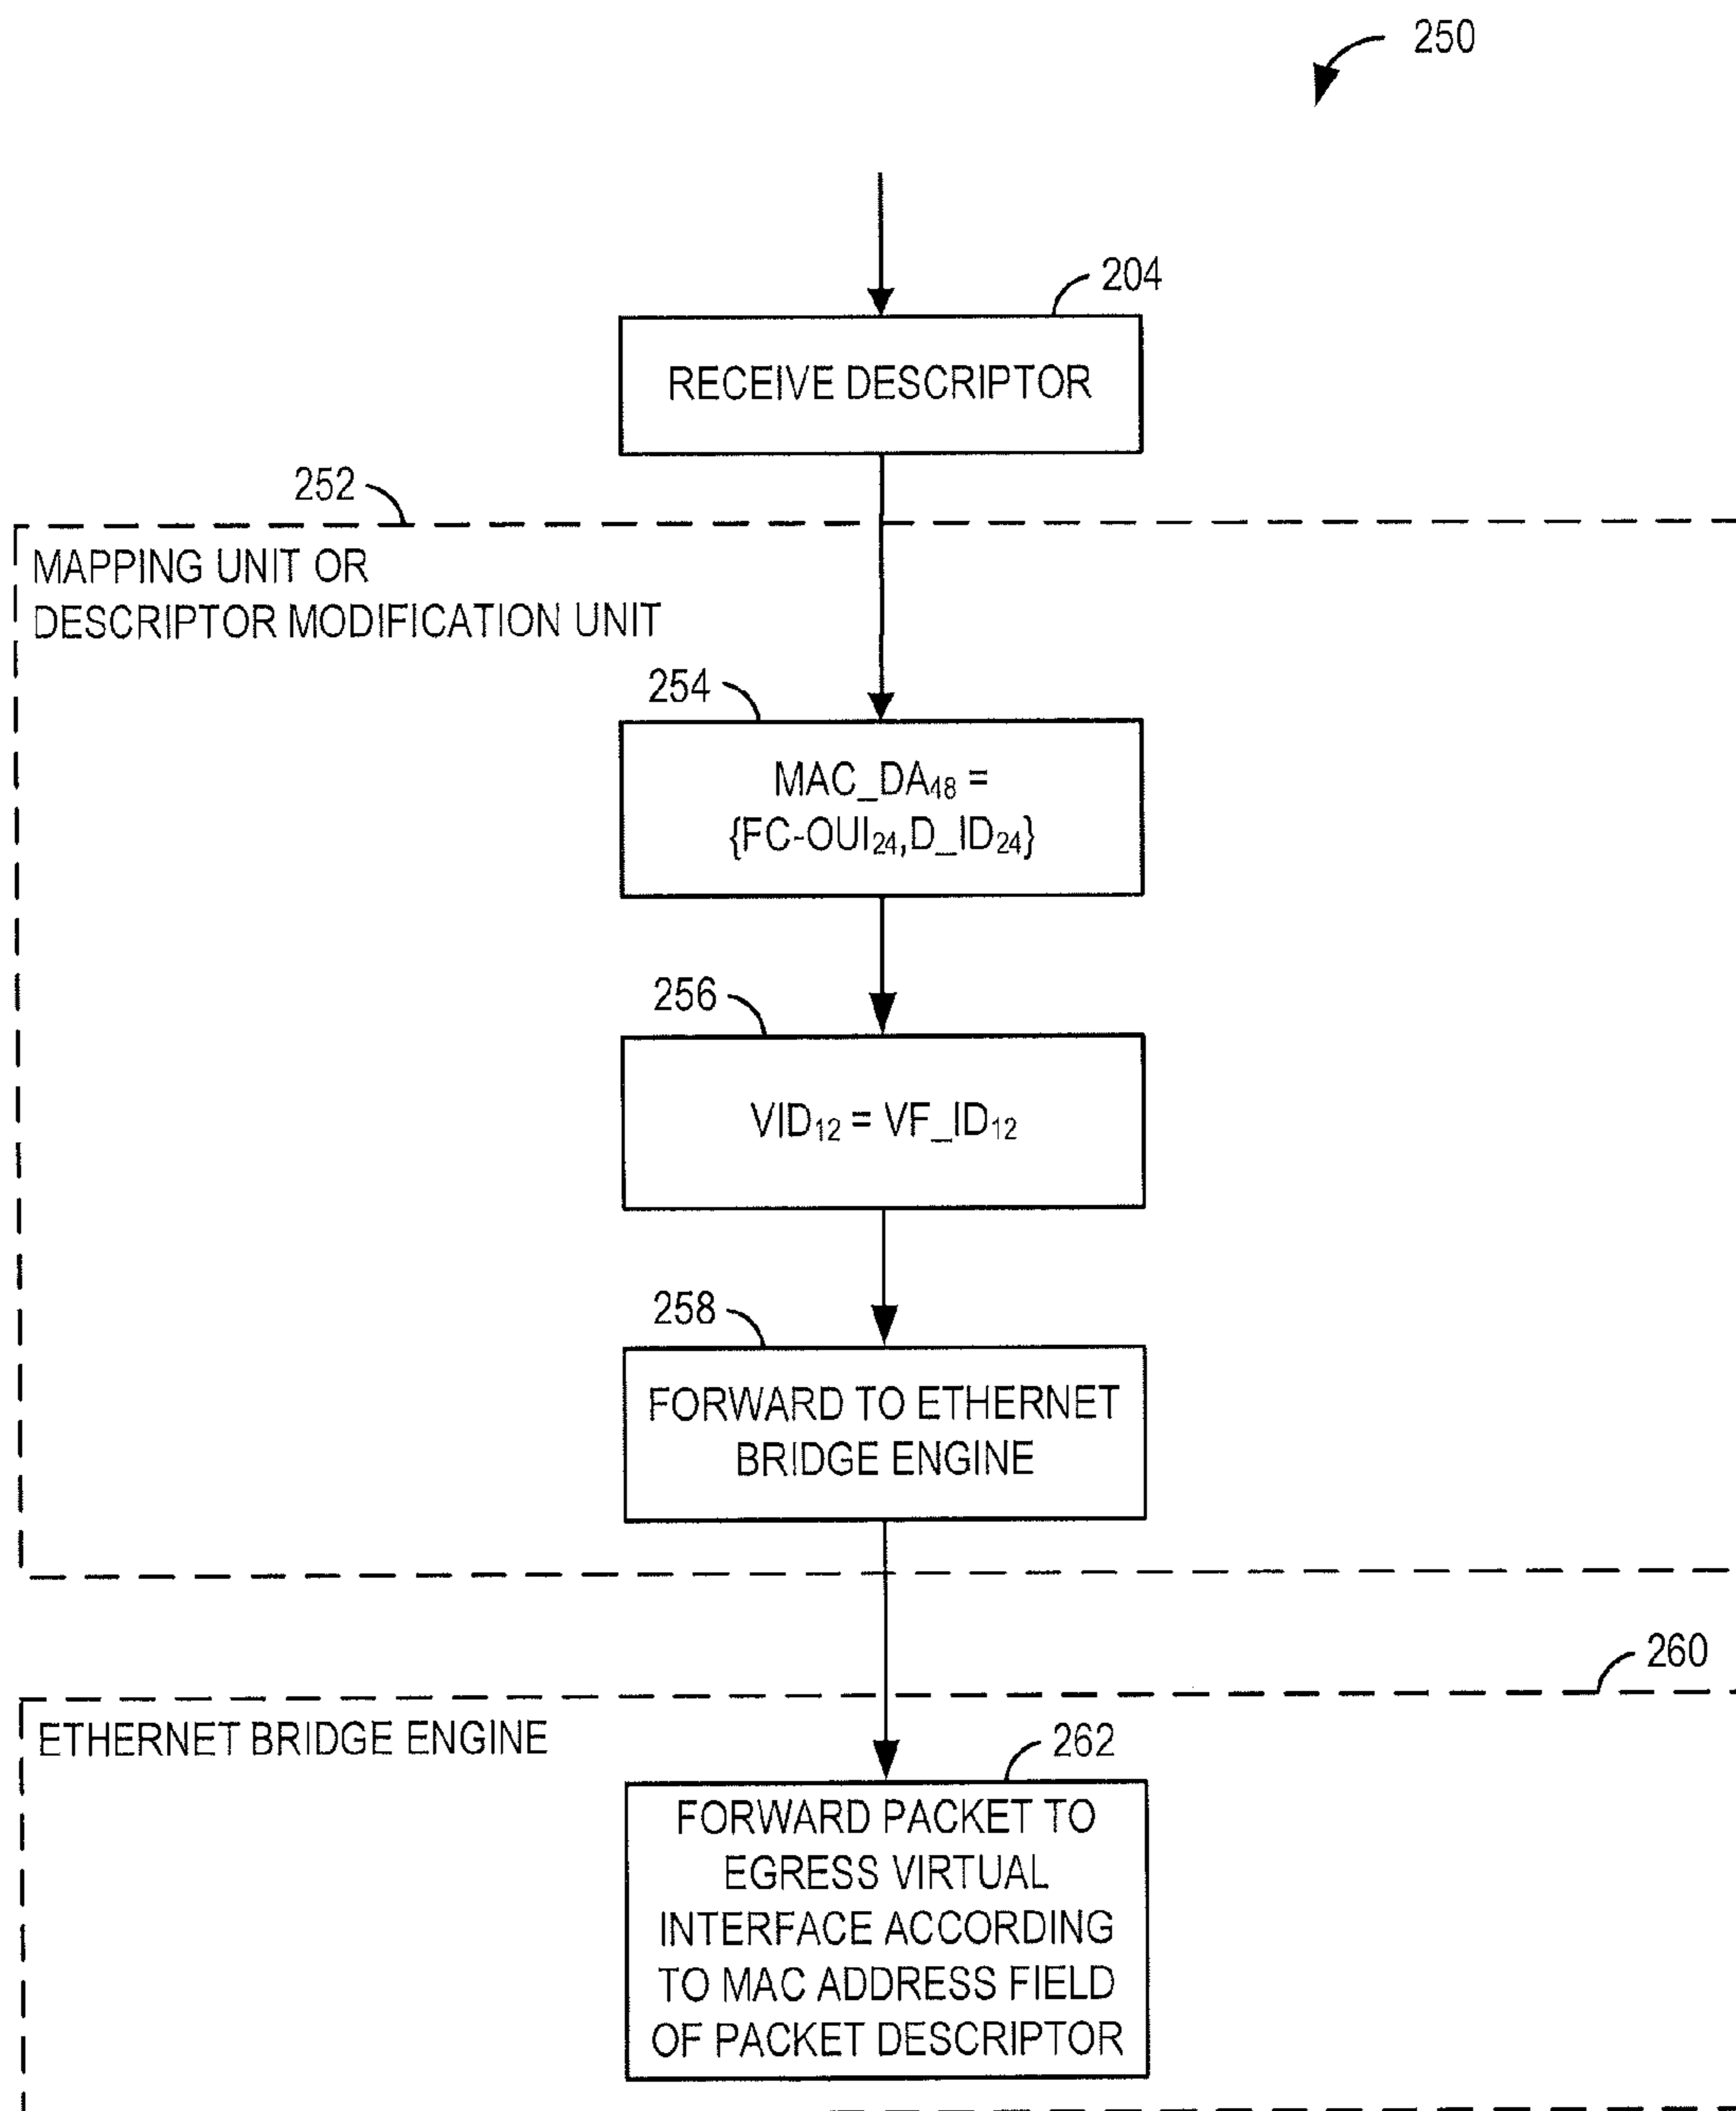 250
204
RECEIVE DESCRIPTOR
252
MAPPING UNIT OR
DESCRIPTOR MODIFICATION UNIT
254
MAC_DA₄₈ =
{FC-OUI₂₄,D_ID₂₄}
256
VID₁₂ = VF_ID₁₂
258
FORWARD TO ETHERNET
BRIDGE ENGINE
260
ETHERNET BRIDGE ENGINE
262
FORWARD PACKET TO
EGRESS VIRTUAL
INTERFACE ACCORDING
TO MAC ADDRESS FIELD
OF PACKET DESCRIPTOR